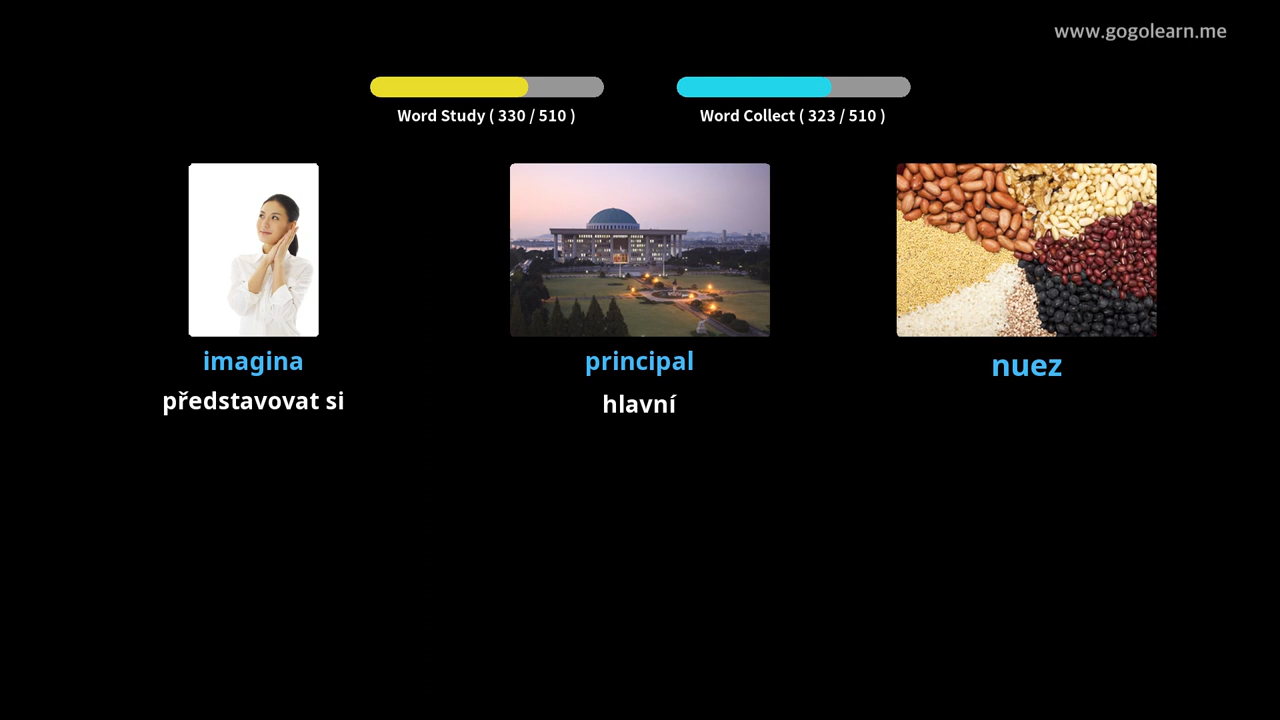 www.gogolearn.me
Word Study ( 330 / 510 )
Word Collect ( 323 / 510 )
imagina
principal
nuez
představovat si
hlavní